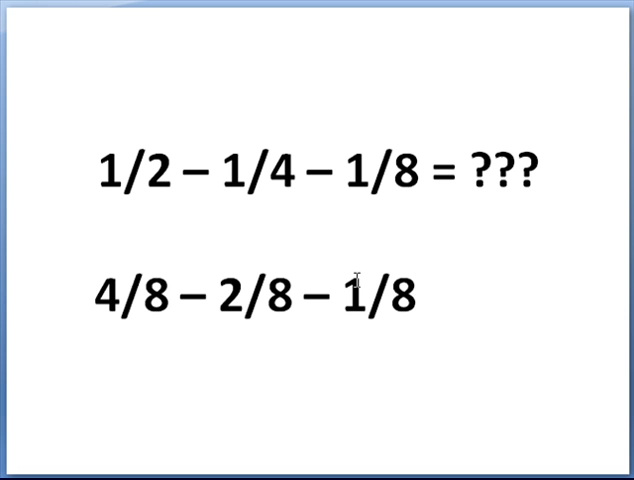 1/2 – 1/4 – 1/8 = ???
4/8 – 2/8 – 1/8